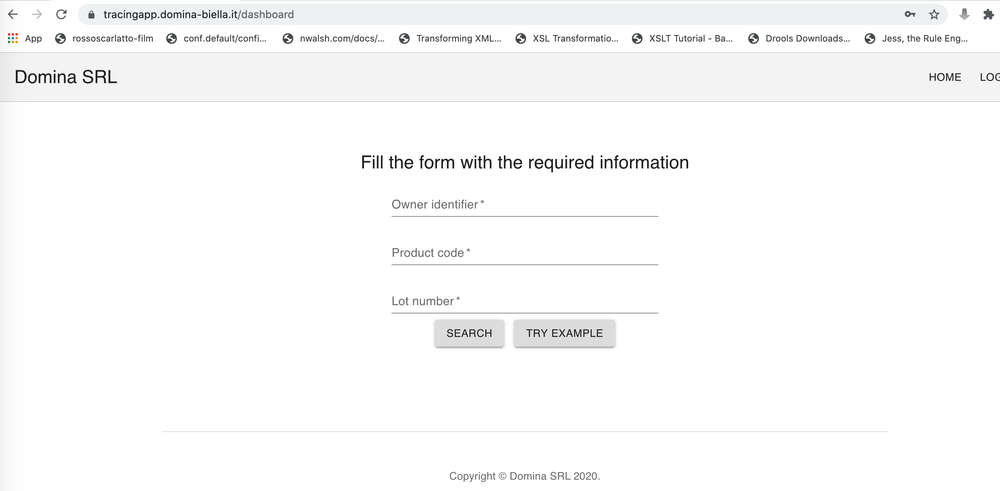 tracingapp.domina-biella.it/dashboard
App rossoscarlatto-film conf.default/confi... nwalsh.com/docs/... Transforming XML... XSL Transformatio... XSLT Tutorial - Ba... Drools Downloads... Jess, the Rule Eng...
Domina SRL HOME LOG
Fill the form with the required information
Owner identifier *
Product code *
Lot number *
SEARCH TRY EXAMPLE
Copyright © Domina SRL 2020.